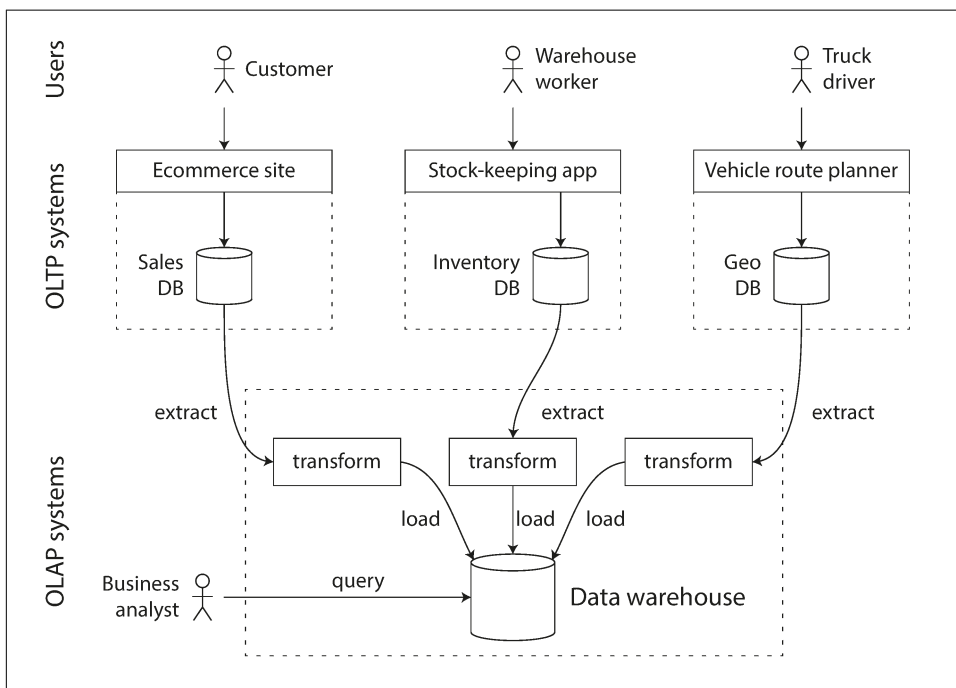 Users
Customer
Warehouse
worker
Truck
driver
OLTP systems
Ecommerce site
Stock-keeping app
Vehicle route planner
Sales
DB
Inventory
DB
Geo
DB
extract
extract
extract
OLAP systems
transform
transform
transform
load
load
load
Business
analyst
query
Data warehouse